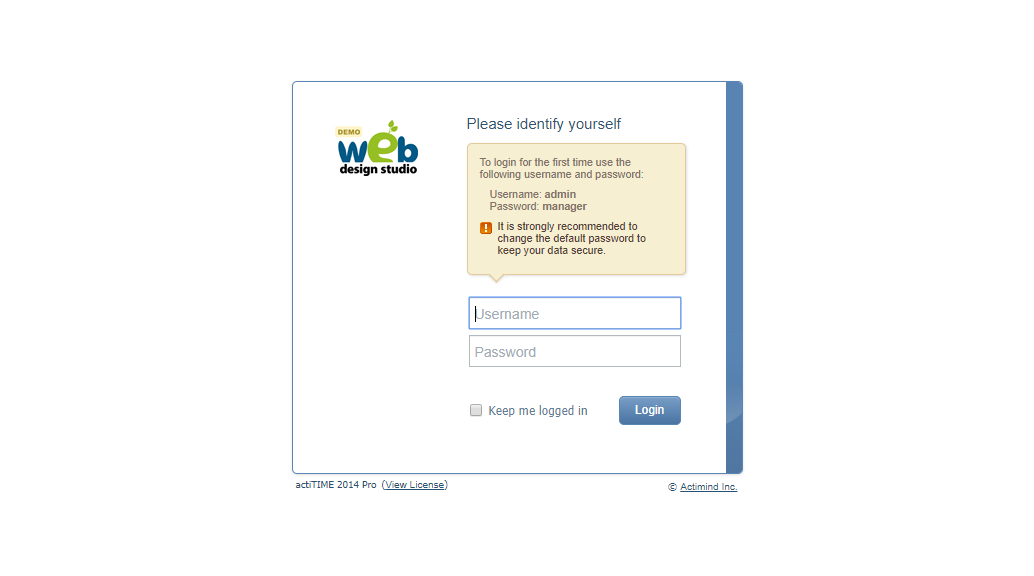 DEMO
web
design studio
Please identify yourself
To login for the first time use the
following username and password:
Username: admin
Password: manager
It is strongly recommended to
change the default password to
keep your data secure.
Username
Password
Keep me logged in
Login
actiTIME 2014 Pro (View License)
© Actimind Inc.